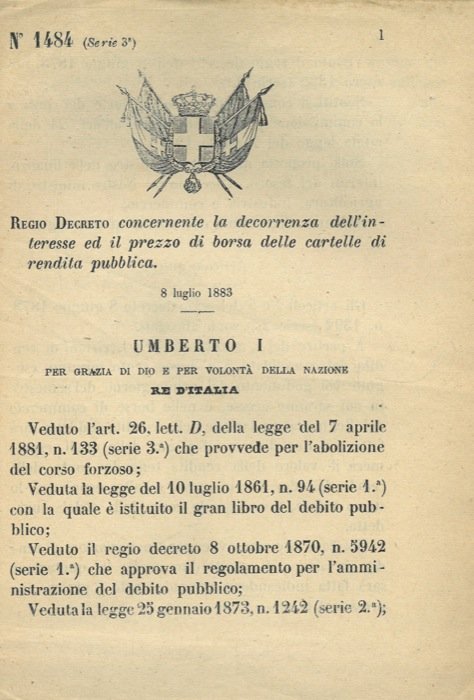 N° 1484 (Serie 3ª)
1
REGIO DECRETO concernente la decorrenza dell'in-
teresse ed il prezzo di borsa delle cartelle di
rendita pubblica.
8 luglio 1883
UMBERTO I
PER GRAZIA DI DIO E PER VOLONTÀ DELLA NAZIONE
RE D'ITALIA
Veduto l'art. 26. lett. D, della legge del 7 aprile
1881, n. 133 (serie 3.ª) che provvede per l'abolizione
del corso forzoso;
Veduta la legge del 10 luglio 1861, n. 94 (serie 1.ª)
con la quale è istituito il gran libro del debito pub-
blico;
Veduto il regio decreto 8 ottobre 1870, n. 5942
(serie 1.ª) che approva il regolamento per l'ammi-
nistrazione del debito pubblico;
Veduta la legge 25 gennaio 1873, n. 1242 (serie 2.ª);